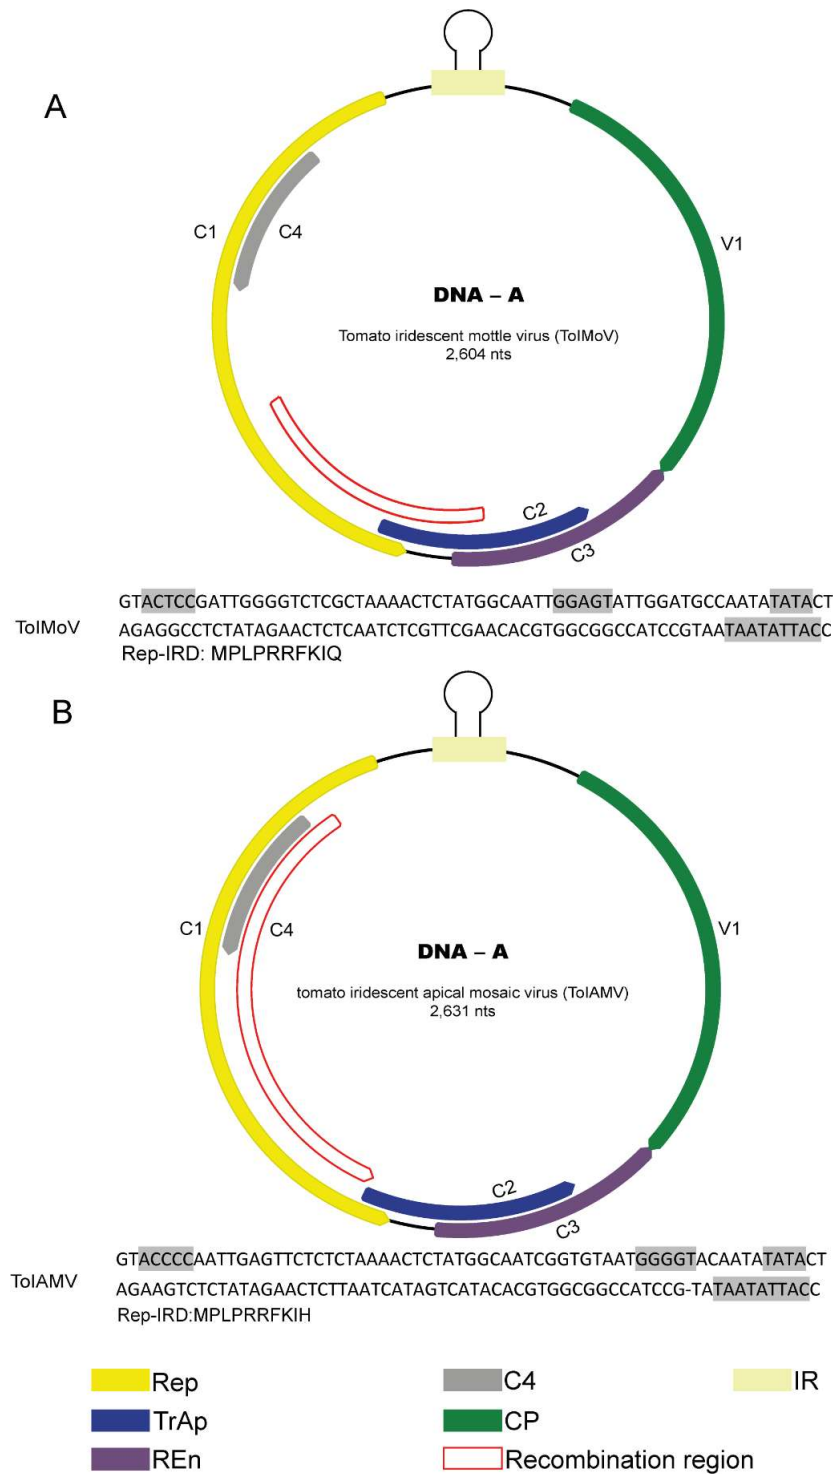 A
C1
C4
V1
DNA – A
Tomato iridescent mottle virus (ToIMoV)
2,604 nts
C2
C3
ToIMoV
GTACTCCGATTGGGGTCTCGCTAAAACTCTATGGCAATTGGAGTATTGGATGCCAATATATACT
AGAGGCCTCTATAGAACTCTCAATCTCGTTCGAACACGTGGCGGCCATCCGTAATAATATTACC
Rep-IRD: MPLPRRFKIQ
B
C1
C4
V1
DNA – A
tomato iridescent apical mosaic virus (ToIAMV)
2,631 nts
C2
C3
ToIAMV
GTACCCCAATTGAGTTCTCTCTAAAACTCTATGGCAATCGGTGTAATGGGGTACAATATATACT
AGAAGTCTCTATAGAACTCTTAATCATAGTCATACACGTGGCGGCCATCCG-TATAATATTACC
Rep-IRD:MPLPRRFKIH
Rep
C4
IR
TrAp
CP
REn
Recombination region